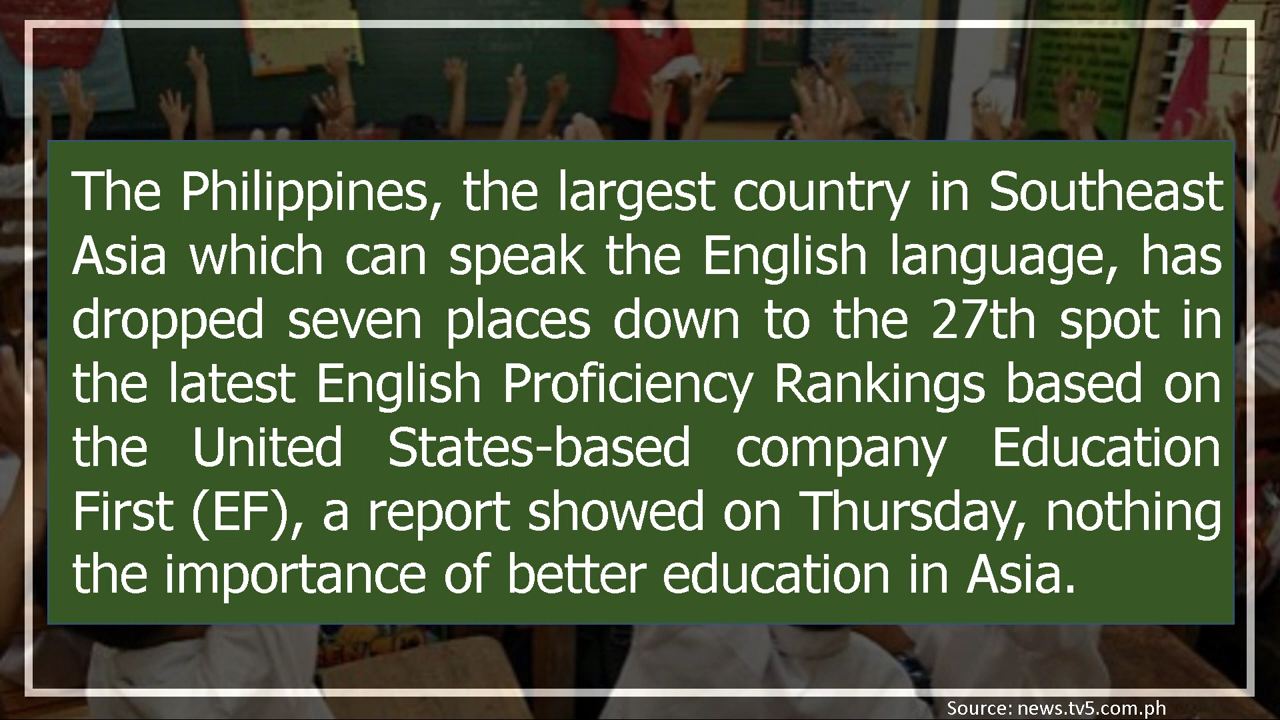 The Philippines, the largest country in Southeast
Asia which can speak the English language, has
dropped seven places down to the 27th spot in
the latest English Proficiency Rankings based on
the United States-based company Education
First (EF), a report showed on Thursday, nothing
the importance of better education in Asia.
Source: news.tv5.com.ph